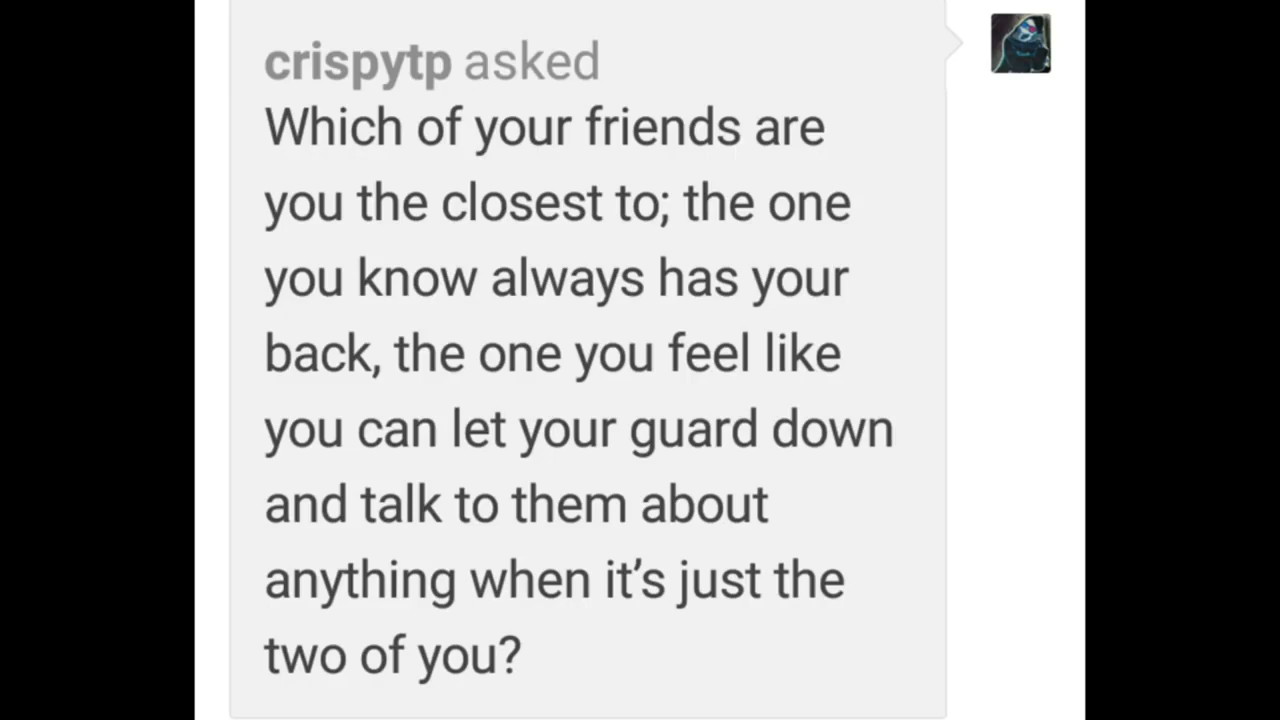 crispytp asked
Which of your friends are
you the closest to; the one
you know always has your
back, the one you feel like
you can let your guard down
and talk to them about
anything when it’s just the
two of you?